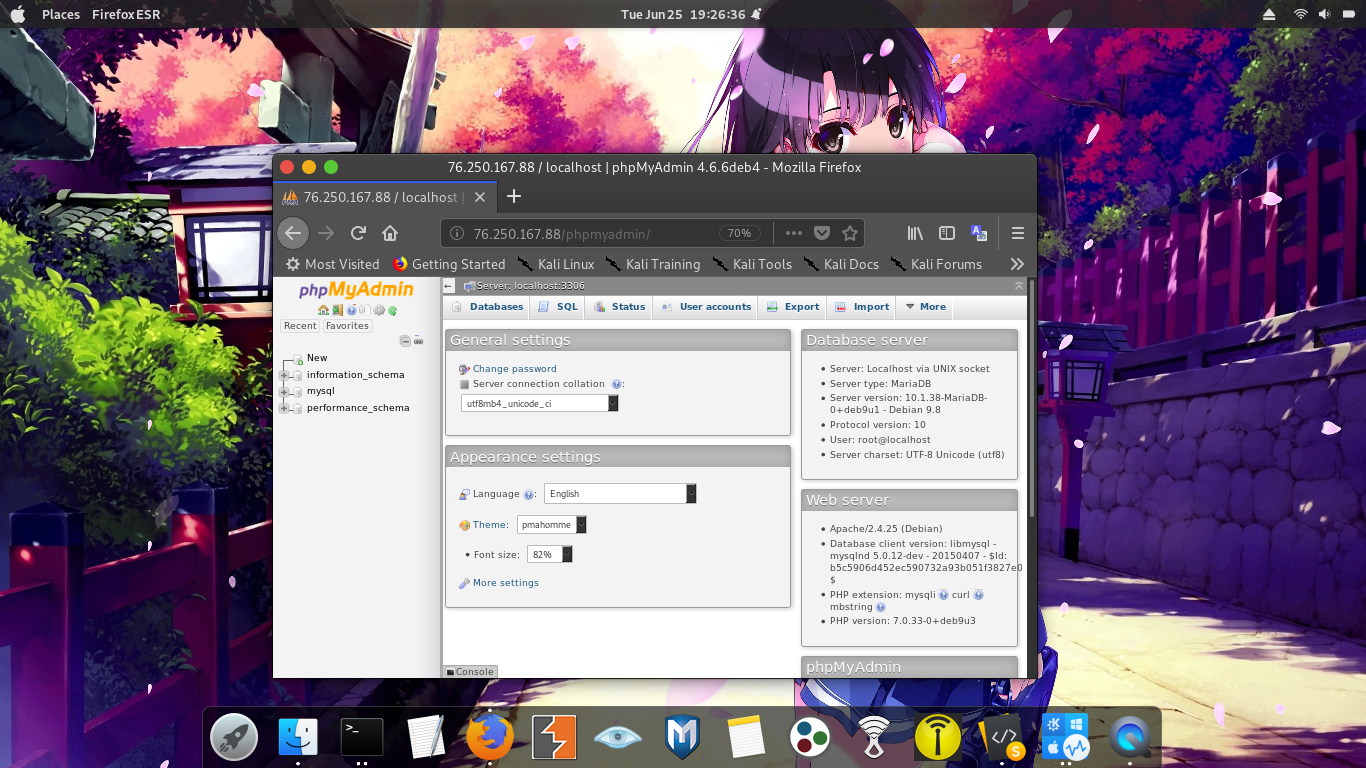 Places Firefox ESR Tue Jun 25 19:26:36
76.250.167.88 / localhost | phpMyAdmin 4.6.6deb4 - Mozilla Firefox
76.250.167.88 / localhost |
76.250.167.88/phpmyadmin/ 70%
Most Visited Getting Started Kali Linux Kali Training Kali Tools Kali Docs Kali Forums
phpMyAdmin
Recent Favorites
New
information_schema
mysql
performance_schema
Server: localhost:3306
Databases SQL Status User accounts Export Import More
General settings
Change password
Server connection collation :
utf8mb4_unicode_ci
Appearance settings
Language : English
Theme: pmahomme
• Font size: 82%
More settings
Console
Database server
• Server: Localhost via UNIX socket
• Server type: MariaDB
• Server version: 10.1.38-MariaDB-
0+deb9u1 - Debian 9.8
• Protocol version: 10
• User: root@localhost
• Server charset: UTF-8 Unicode (utf8)
Web server
• Apache/2.4.25 (Debian)
• Database client version: libmysql -
mysqlnd 5.0.12-dev - 20150407 - $Id:
b5c5906d452ec590732a93b051f3827e0
$
• PHP extension: mysqli curl
mbstring
• PHP version: 7.0.33-0+deb9u3
phpMyAdmin